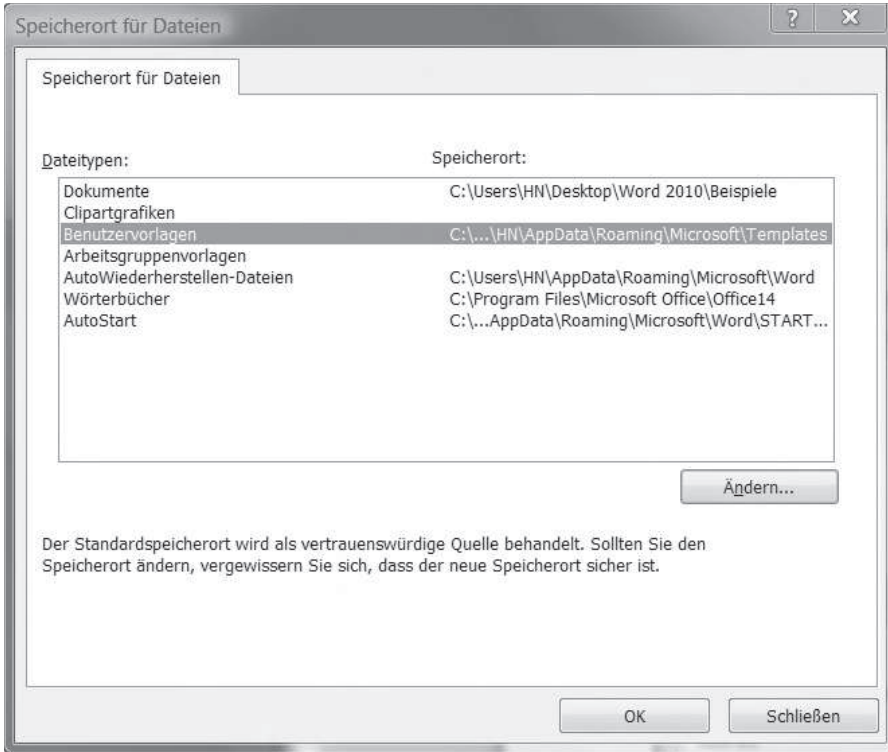 Speicherort für Dateien
Speicherort für Dateien
Dateitypen: Speicherort:
Dokumente C:\Users\HN\Desktop\Word 2010\Beispiele
Clipartgrafiken
Benutzervorlagen C:\...\HN\AppData\Roaming\Microsoft\Templates
Arbeitsgruppenvorlagen
AutoWiederherstellen-Dateien C:\Users\HN\AppData\Roaming\Microsoft\Word
Wörterbücher C:\Program Files\Microsoft Office\Office14
AutoStart C:\...AppData\Roaming\Microsoft\Word\START...
Ändern...
Der Standardspeicherort wird als vertrauenswürdige Quelle behandelt. Sollten Sie den
Speicherort ändern, vergewissern Sie sich, dass der neue Speicherort sicher ist.
OK Schließen